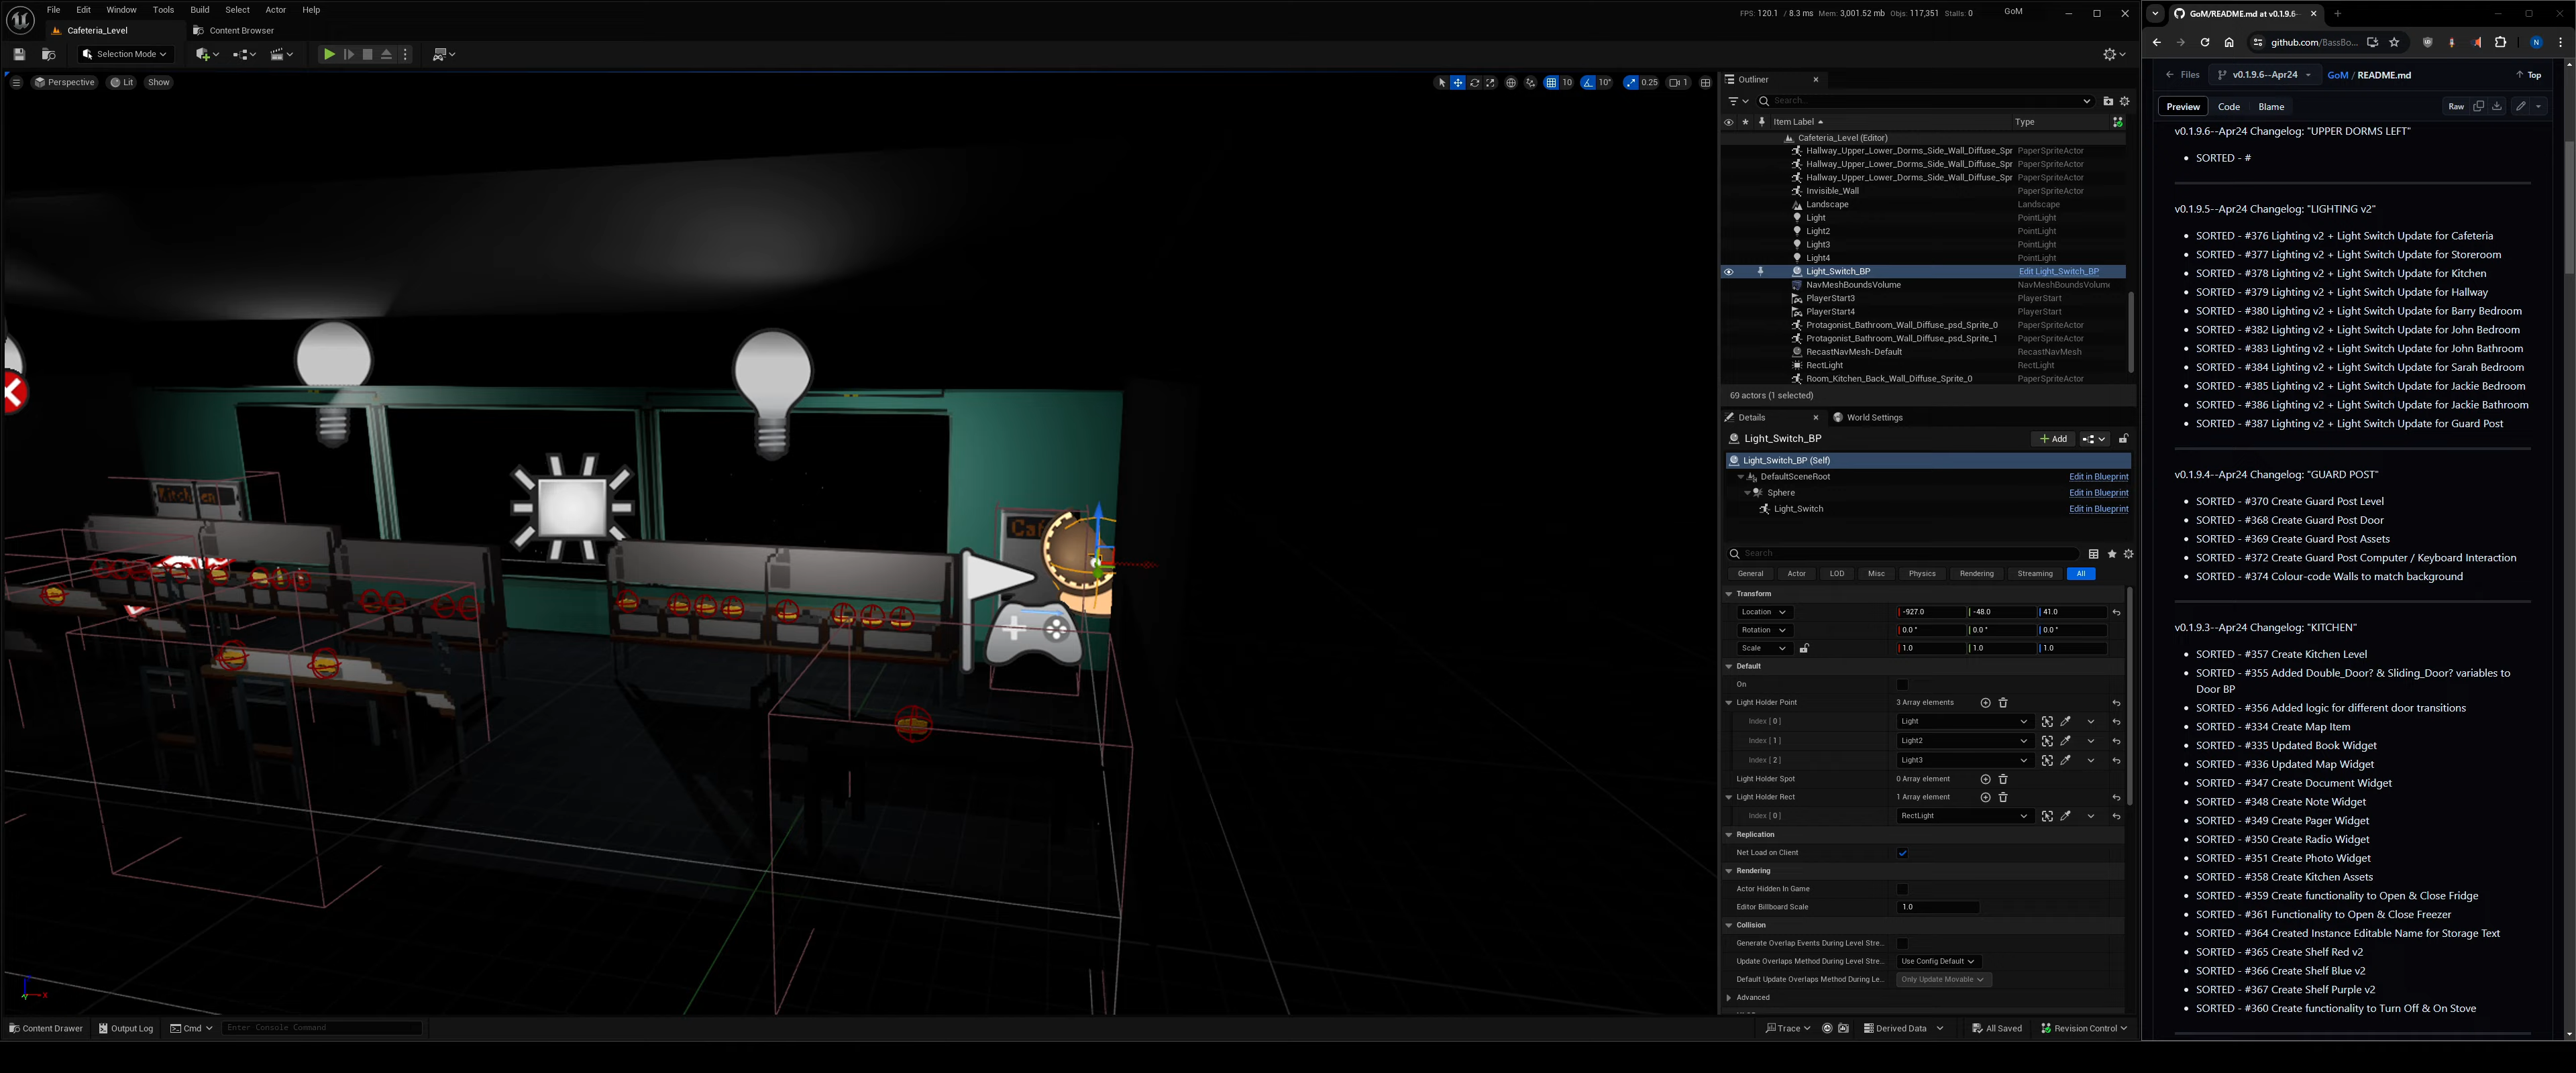 File Edit Window Tools Build Select Actor Help
FPS: 120.1 / 8.3 ms Mem: 3,001.52 mb Objs: 117,351 Stalls: 0 GoM
Cafeteria_Level Content Browser
Selection Mode
Perspective Lit Show
10 10° 0.25 1
Kitchen
Outliner
Search...
Item Label Type
Cafeteria_Level (Editor)
Hallway_Upper_Lower_Dorms_Side_Wall_Diffuse_Spr PaperSpriteActor
Hallway_Upper_Lower_Dorms_Side_Wall_Diffuse_Spr PaperSpriteActor
Hallway_Upper_Lower_Dorms_Side_Wall_Diffuse_Spr PaperSpriteActor
Invisible_Wall PaperSpriteActor
Landscape Landscape
Light PointLight
Light2 PointLight
Light3 PointLight
Light4 PointLight
Light_Switch_BP Edit Light_Switch_BP
NavMeshBoundsVolume NavMeshBoundsVolume
PlayerStart3 PlayerStart
PlayerStart4 PlayerStart
Protagonist_Bathroom_Wall_Diffuse_psd_Sprite_0 PaperSpriteActor
Protagonist_Bathroom_Wall_Diffuse_psd_Sprite_1 PaperSpriteActor
RecastNavMesh-Default RecastNavMesh
RectLight RectLight
Room_Kitchen_Back_Wall_Diffuse_Sprite_0 PaperSpriteActor
69 actors (1 selected)
Details World Settings
Light_Switch_BP Add
Light_Switch_BP (Self)
DefaultSceneRoot Edit in Blueprint
Sphere Edit in Blueprint
Light_Switch Edit in Blueprint
Search
General Actor LOD Misc Physics Rendering Streaming All
Transform
Location -927.0 -48.0 41.0
Rotation 0.0 ° 0.0 ° 0.0 °
Scale 1.0 1.0 1.0
Default
On
Light Holder Point 3 Array elements
Index [ 0 ] Light
Index [ 1 ] Light2
Index [ 2 ] Light3
Light Holder Spot 0 Array element
Light Holder Rect 1 Array element
Index [ 0 ] RectLight
Replication
Net Load on Client
Rendering
Actor Hidden In Game
Editor Billboard Scale 1.0
Collision
Generate Overlap Events During Level Stre...
Update Overlaps Method During Level Stre... Use Config Default
Default Update Overlaps Method During Le... Only Update Movable
Advanced
Content Drawer Output Log Cmd Enter Console Command
Trace Derived Data All Saved Revision Control
GoM/README.md at v0.1.9.6-
github.com/BassBo...
N
Files v0.1.9.6--Apr24 GoM / README.md Top
Preview Code Blame Raw
v0.1.9.6--Apr24 Changelog: "UPPER DORMS LEFT"
• SORTED - #
v0.1.9.5--Apr24 Changelog: "LIGHTING v2"
• SORTED - #376 Lighting v2 + Light Switch Update for Cafeteria
• SORTED - #377 Lighting v2 + Light Switch Update for Storeroom
• SORTED - #378 Lighting v2 + Light Switch Update for Kitchen
• SORTED - #379 Lighting v2 + Light Switch Update for Hallway
• SORTED - #380 Lighting v2 + Light Switch Update for Barry Bedroom
• SORTED - #382 Lighting v2 + Light Switch Update for John Bedroom
• SORTED - #383 Lighting v2 + Light Switch Update for John Bathroom
• SORTED - #384 Lighting v2 + Light Switch Update for Sarah Bedroom
• SORTED - #385 Lighting v2 + Light Switch Update for Jackie Bedroom
• SORTED - #386 Lighting v2 + Light Switch Update for Jackie Bathroom
• SORTED - #387 Lighting v2 + Light Switch Update for Guard Post
v0.1.9.4--Apr24 Changelog: "GUARD POST"
• SORTED - #370 Create Guard Post Level
• SORTED - #368 Create Guard Post Door
• SORTED - #369 Create Guard Post Assets
• SORTED - #372 Create Guard Post Computer / Keyboard Interaction
• SORTED - #374 Colour-code Walls to match background
v0.1.9.3--Apr24 Changelog: "KITCHEN"
• SORTED - #357 Create Kitchen Level
• SORTED - #355 Added Double_Door? & Sliding_Door? variables to
Door BP
• SORTED - #356 Added logic for different door transitions
• SORTED - #334 Create Map Item
• SORTED - #335 Updated Book Widget
• SORTED - #336 Updated Map Widget
• SORTED - #347 Create Document Widget
• SORTED - #348 Create Note Widget
• SORTED - #349 Create Pager Widget
• SORTED - #350 Create Radio Widget
• SORTED - #351 Create Photo Widget
• SORTED - #358 Create Kitchen Assets
• SORTED - #359 Create functionality to Open & Close Fridge
• SORTED - #361 Functionality to Open & Close Freezer
• SORTED - #364 Created Instance Editable Name for Storage Text
• SORTED - #365 Create Shelf Red v2
• SORTED - #366 Create Shelf Blue v2
• SORTED - #367 Create Shelf Purple v2
• SORTED - #360 Create functionality to Turn Off & On Stove